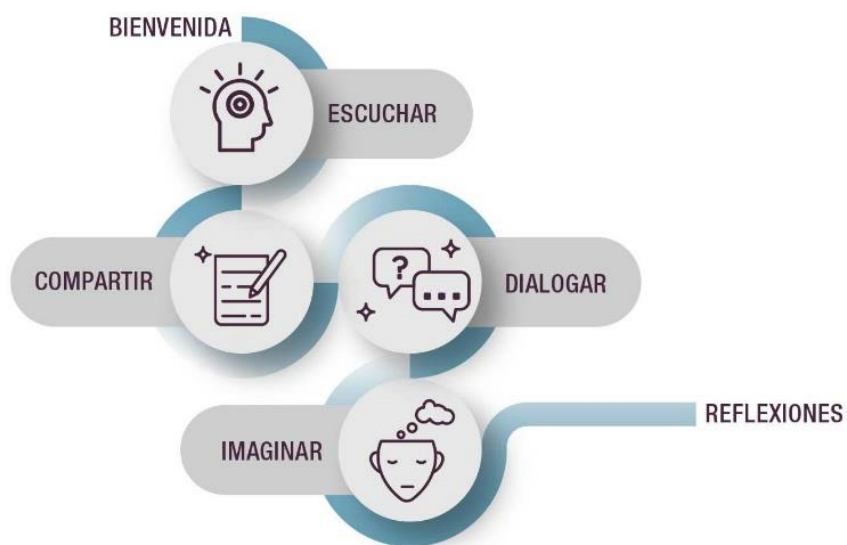 BIENVENIDA
ESCUCHAR
COMPARTIR
?
DIALOGAR
IMAGINAR
REFLEXIONES